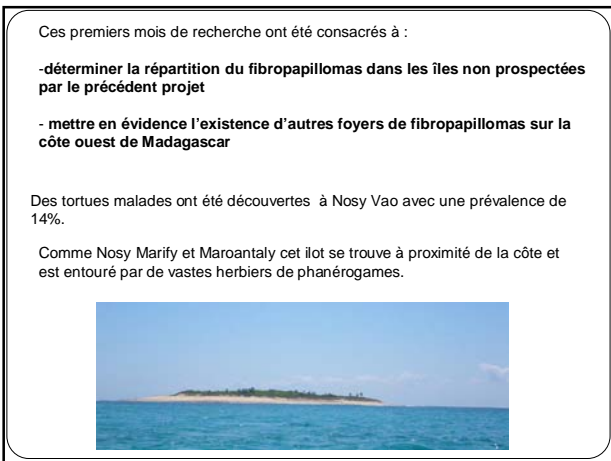 Ces premiers mois de recherche ont été consacrés à :
-déterminer la répartition du fibropapillomas dans les îles non prospectées
par le précédent projet
- mettre en évidence l'existence d'autres foyers de fibropapillomas sur la
côte ouest de Madagascar
Des tortues malades ont été découvertes à Nosy Vao avec une prévalence de
14%.
Comme Nosy Marify et Maroantaly cet ilot se trouve à proximité de la côte et
est entouré par de vastes herbiers de phanérogames.